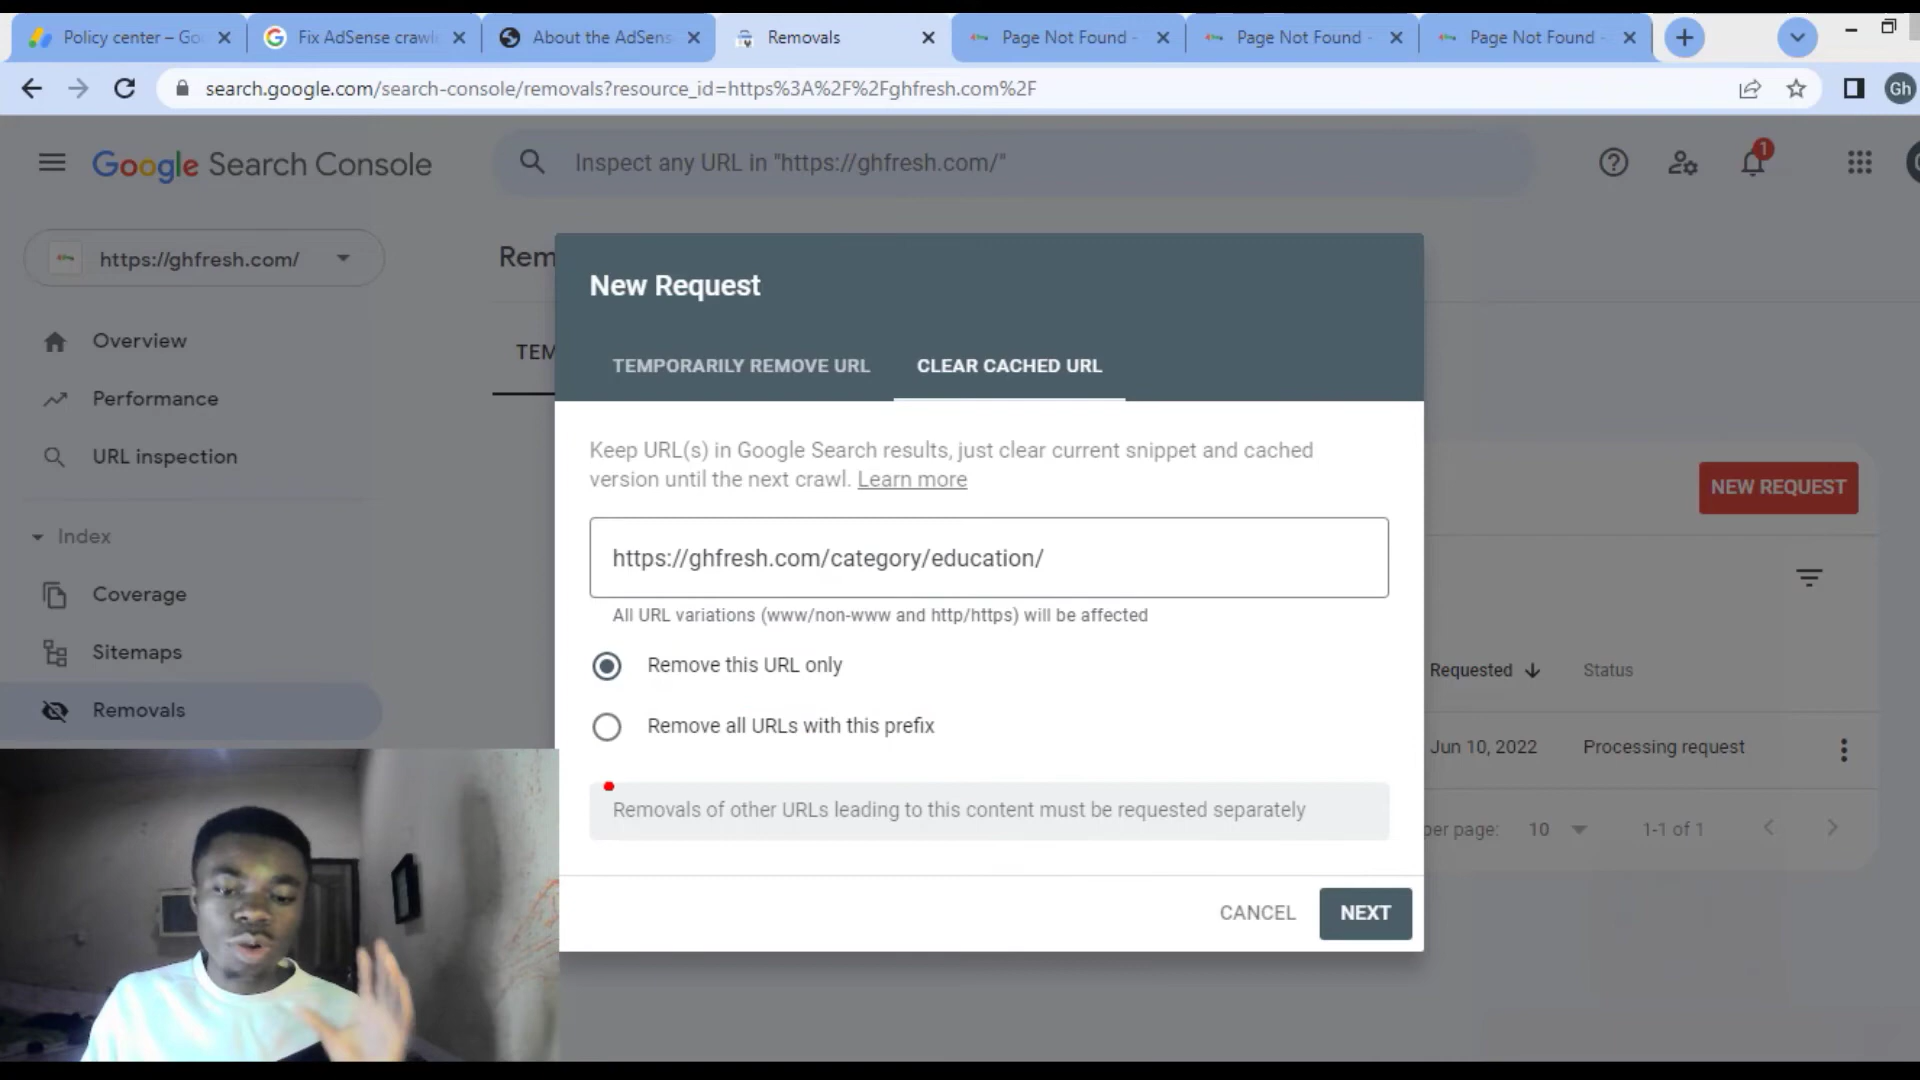 Policy center – Go
Fix AdSense crawl
About the AdSens
Removals
Page Not Found -
Page Not Found -
Page Not Found -
search.google.com/search-console/removals?resource_id=https%3A%2F%2Fghfresh.com%2F
Gh
Google Search Console
Inspect any URL in "https://ghfresh.com/"
1
https://ghfresh.com/
Overview
Performance
URL inspection
Index
Coverage
Sitemaps
Removals
Rem
TEM
New Request
TEMPORARILY REMOVE URL
CLEAR CACHED URL
Keep URL(s) in Google Search results, just clear current snippet and cached
version until the next crawl. Learn more
https://ghfresh.com/category/education/
All URL variations (www/non-www and http/https) will be affected
Remove this URL only
Remove all URLs with this prefix
Removals of other URLs leading to this content must be requested separately
CANCEL
NEXT
NEW REQUEST
Requested
Status
Jun 10, 2022
Processing request
per page:
10
1-1 of 1